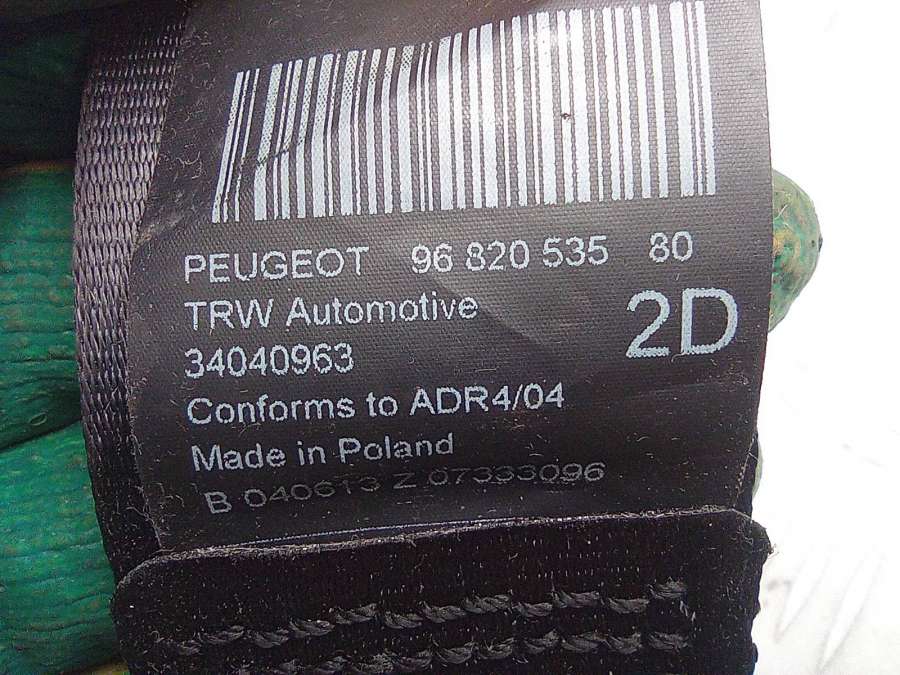 PEUGEOT 96 820 535 80
TRW Automotive
2D
34040963
Conforms to ADR4/04
Made in Poland
B 040613 Z 07333096